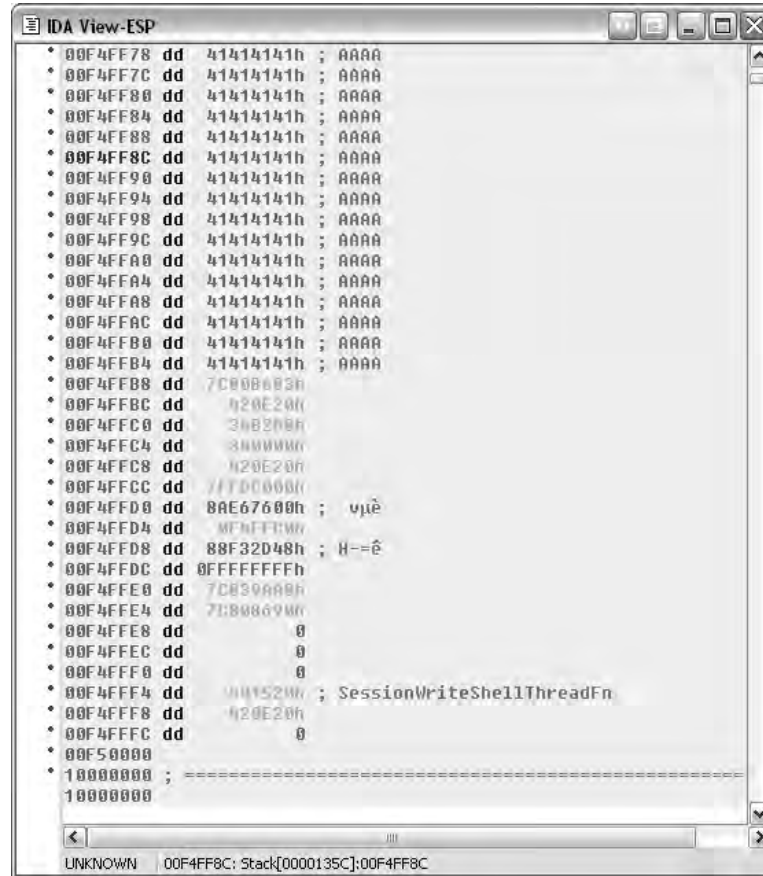 IDA View-ESP
00F4FF78 dd 41414141h ; AAAA
00F4FF7C dd 41414141h ; AAAA
00F4FF80 dd 41414141h ; AAAA
00F4FF84 dd 41414141h ; AAAA
00F4FF88 dd 41414141h ; AAAA
00F4FF8C dd 41414141h ; AAAA
00F4FF90 dd 41414141h ; AAAA
00F4FF94 dd 41414141h ; AAAA
00F4FF98 dd 41414141h ; AAAA
00F4FF9C dd 41414141h ; AAAA
00F4FFA0 dd 41414141h ; AAAA
00F4FFA4 dd 41414141h ; AAAA
00F4FFA8 dd 41414141h ; AAAA
00F4FFAC dd 41414141h ; AAAA
00F4FFB0 dd 41414141h ; AAAA
00F4FFB4 dd 41414141h ; AAAA
00F4FFB8 dd
00F4FFBC dd 420E20h
00F4FFC0 dd
00F4FFC4 dd
00F4FFC8 dd 420E20h
00F4FFCC dd
00F4FFD0 dd 8AE67600h ; vµè
00F4FFD4 dd
00F4FFD8 dd 88F32D48h ; H-=ê
00F4FFDC dd 0FFFFFFFFh
00F4FFE0 dd
00F4FFE4 dd
00F4FFE8 dd 0
00F4FFEC dd 0
00F4FFF0 dd 0
00F4FFF4 dd ; SessionWriteShellThreadFn
00F4FFF8 dd 420E20h
00F4FFFC dd 0
00F50000
10000000 ; ==================================================
10000000
UNKNOWN 00F4FF8C: Stack[0000135C]:00F4FF8C